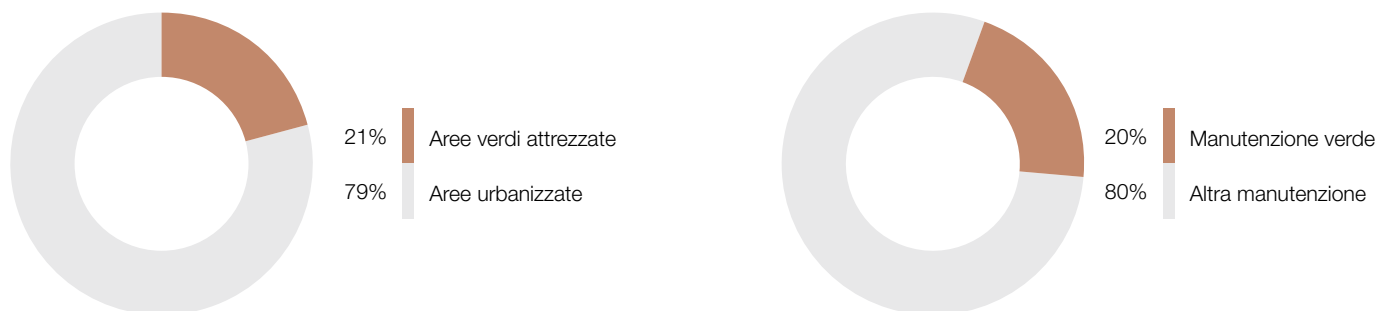 21% Aree verdi attrezzate
79% Aree urbanizzate
20% Manutenzione verde
80% Altra manutenzione